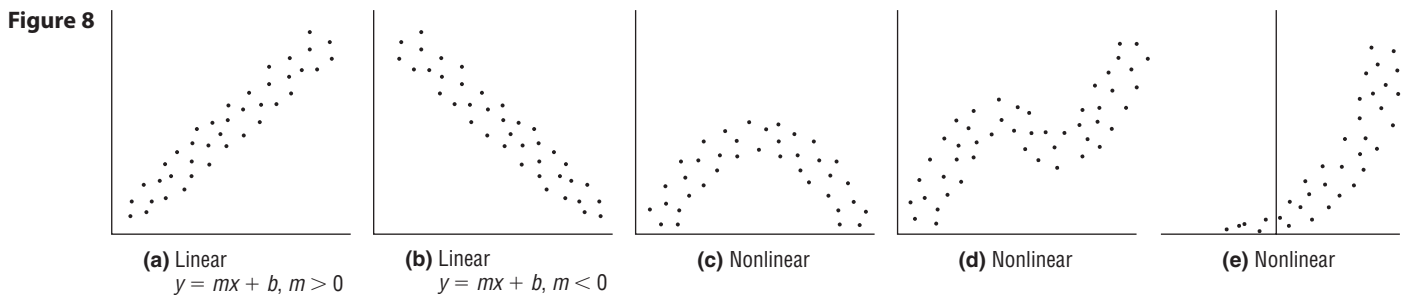 Figure 8
(a) Linear
y = mx + b, m > 0
(b) Linear
y = mx + b, m < 0
(c) Nonlinear
(d) Nonlinear
(e) Nonlinear